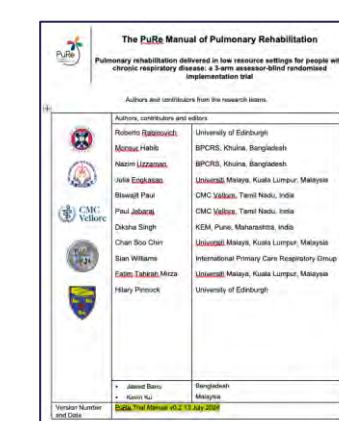 PuRe
The PuRe Manual of Pulmonary Rehabilitation
Pulmonary rehabilitation delivered in low resource settings for people wit
chronic respiratory disease: a 3-arm assessor-blind randomised
implementation trial
Authors and contributors from the research teams.
Authors, contributors and editors
Roberto Rabinovich University of Edinburgh
Monsur Habib BPCRS, Khulna, Bangladesh
Nazim Uzzaman BPCRS, Khulna, Bangladesh
Julia Engkasan Universiti Malaya, Kuala Lumpur, Malaysia
Biswajit Paul CMC Vellore, Tamil Nadu, India
CMC
Vellore
Paul Jebaraj CMC Vellore, Tamil Nadu, India
Diksha Singh KEM, Pune, Maharashtra, India
Chan Soo Chin Universiti Malaya, Kuala Lumpur, Malaysia
Sian Williams International Primary Care Respiratory Group
Eatim Tahirah Mirza Universiti Malaya, Kuala Lumpur, Malaysia
Hilary Pinnock University of Edinburgh
• Jawad Banu Bangladesh
• Kevin Ku Malaysia
Version Number
and Date
PuRe Trial Manual v0.2 13 July 2024